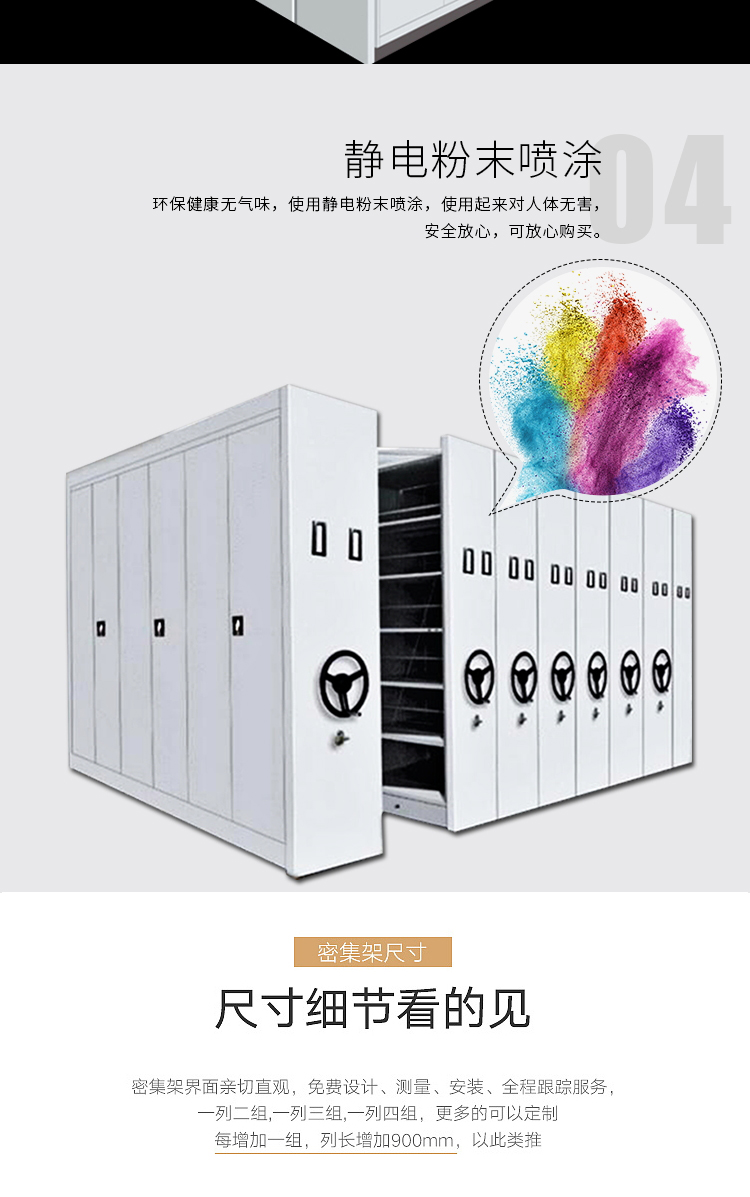 04
静电粉末喷涂
环保健康无气味，使用静电粉末喷涂，使用起来对人体无害，
安全放心，可放心购买。
密集架尺寸
尺寸细节看的见
密集架界面亲切直观，免费设计、测量、安装、全程跟踪服务，
一列二组,一列三组,一列四组，更多的可以定制
每增加一组，列长增加900mm，以此类推